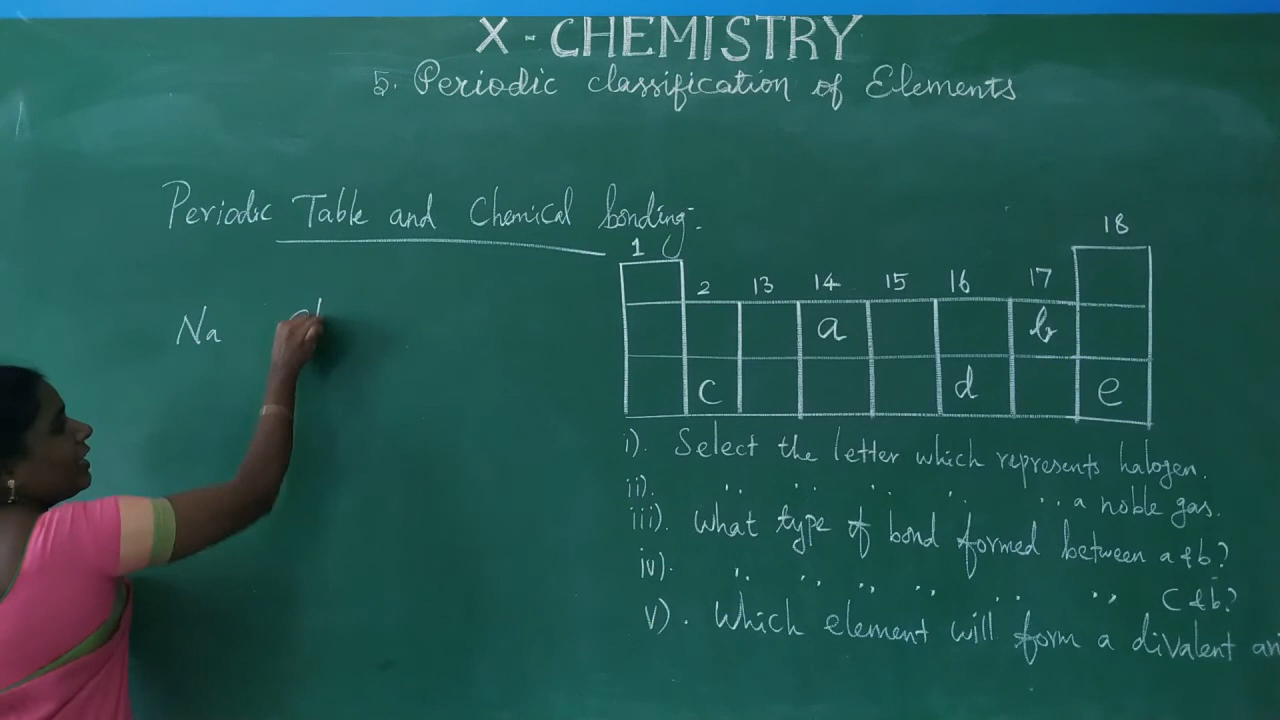 X - CHEMISTRY
5. Periodic classification of Elements
Periodic Table and Chemical bonding:
Na
1 2 13 14 15 16 17 18
a b
c d e
i). Select the letter which represents halogen.
ii). .. .. .. .. .. a noble gas.
iii). What type of bond formed between a & b?
iv). .. .. .. .. .. .. C & b?
v). Which element will form a divalent